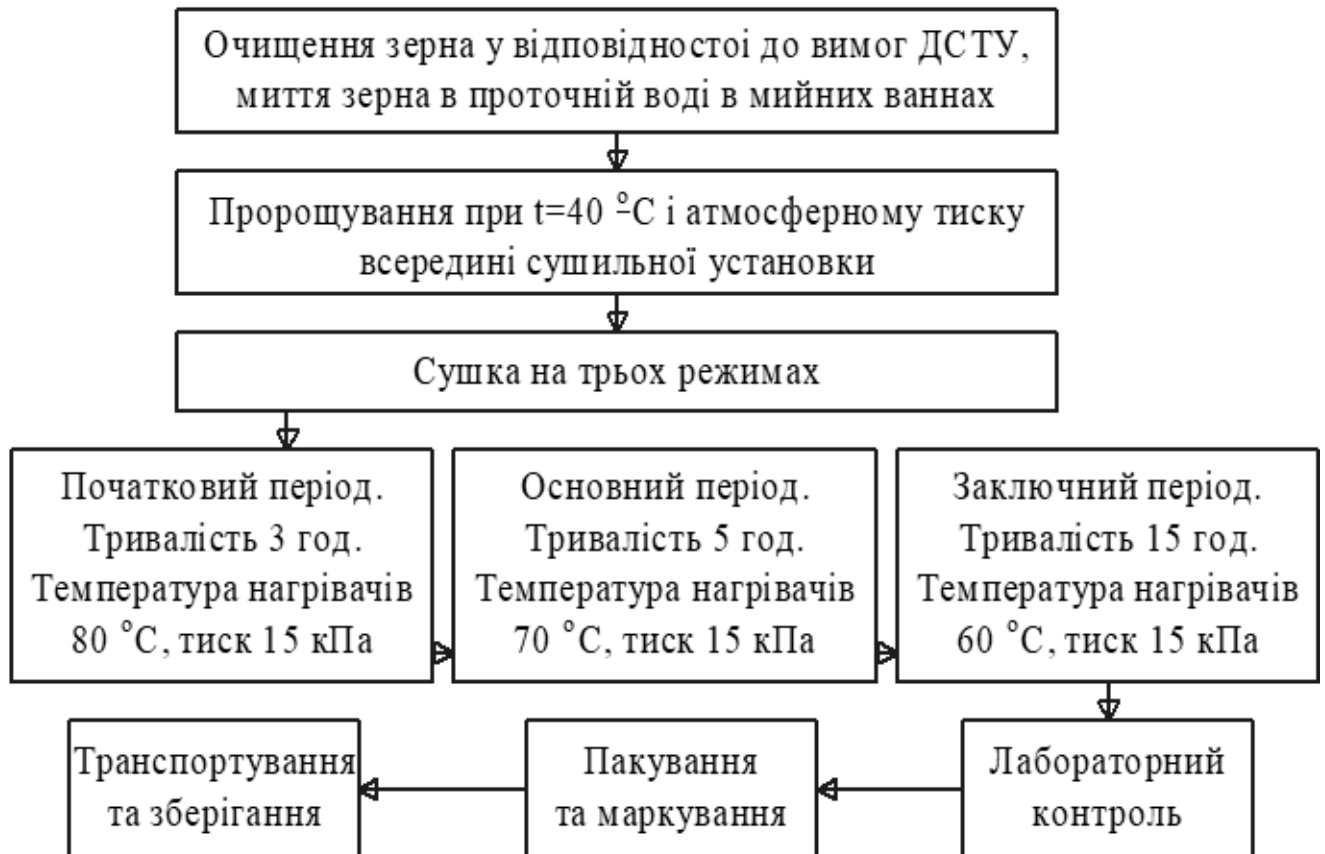 Очищення зерна у відповідностоі до вимог ДСТУ,
миття зерна в проточній воді в мийних ваннах
Пророщування при t=40 °С і атмосферному тиску
всередині сушильної установки
Сушка на трьох режимах
Початковий період.
Тривалість 3 год.
Температура нагрівачів
80 °С, тиск 15 кПа
Основний період.
Тривалість 5 год.
Температура нагрівачів
70 °С, тиск 15 кПа
Заключний період.
Тривалість 15 год.
Температура нагрівачів
60 °С, тиск 15 кПа
Лабораторний
контроль
Пакування
та маркування
Транспортування
та зберігання